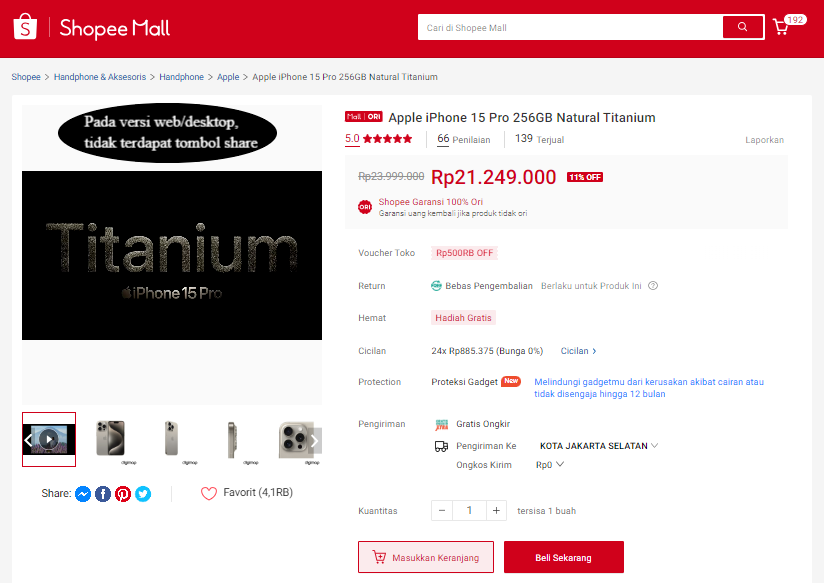 Shopee Mall
Cari di Shopee Mall
192
Shopee > Handphone & Aksesoris > Handphone > Apple > Apple iPhone 15 Pro 256GB Natural Titanium
Pada versi web/desktop,
tidak terdapat tombol share
Titanium
iPhone 15 Pro
digimap
digimap
digimap
digimap
Share:
Favorit (4,1RB)
Mall | ORI Apple iPhone 15 Pro 256GB Natural Titanium
5.0 66 Penilaian 139 Terjual Laporkan
Rp23.999.000 Rp21.249.000 11% OFF
ORI Shopee Garansi 100% Ori
Garansi uang kembali jika produk tidak ori
Voucher Toko Rp500RB OFF
Return Bebas Pengembalian Berlaku untuk Produk Ini ?
Hemat Hadiah Gratis
Cicilan 24x Rp885.375 (Bunga 0%) Cicilan >
Protection Proteksi Gadget New Melindungi gadgetmu dari kerusakan akibat cairan atau
tidak disengaja hingga 12 bulan
Pengiriman Gratis Ongkir
Pengiriman Ke KOTA JAKARTA SELATAN
Ongkos Kirim Rp0
Kuantitas − 1 + tersisa 1 buah
Masukkan Keranjang Beli Sekarang